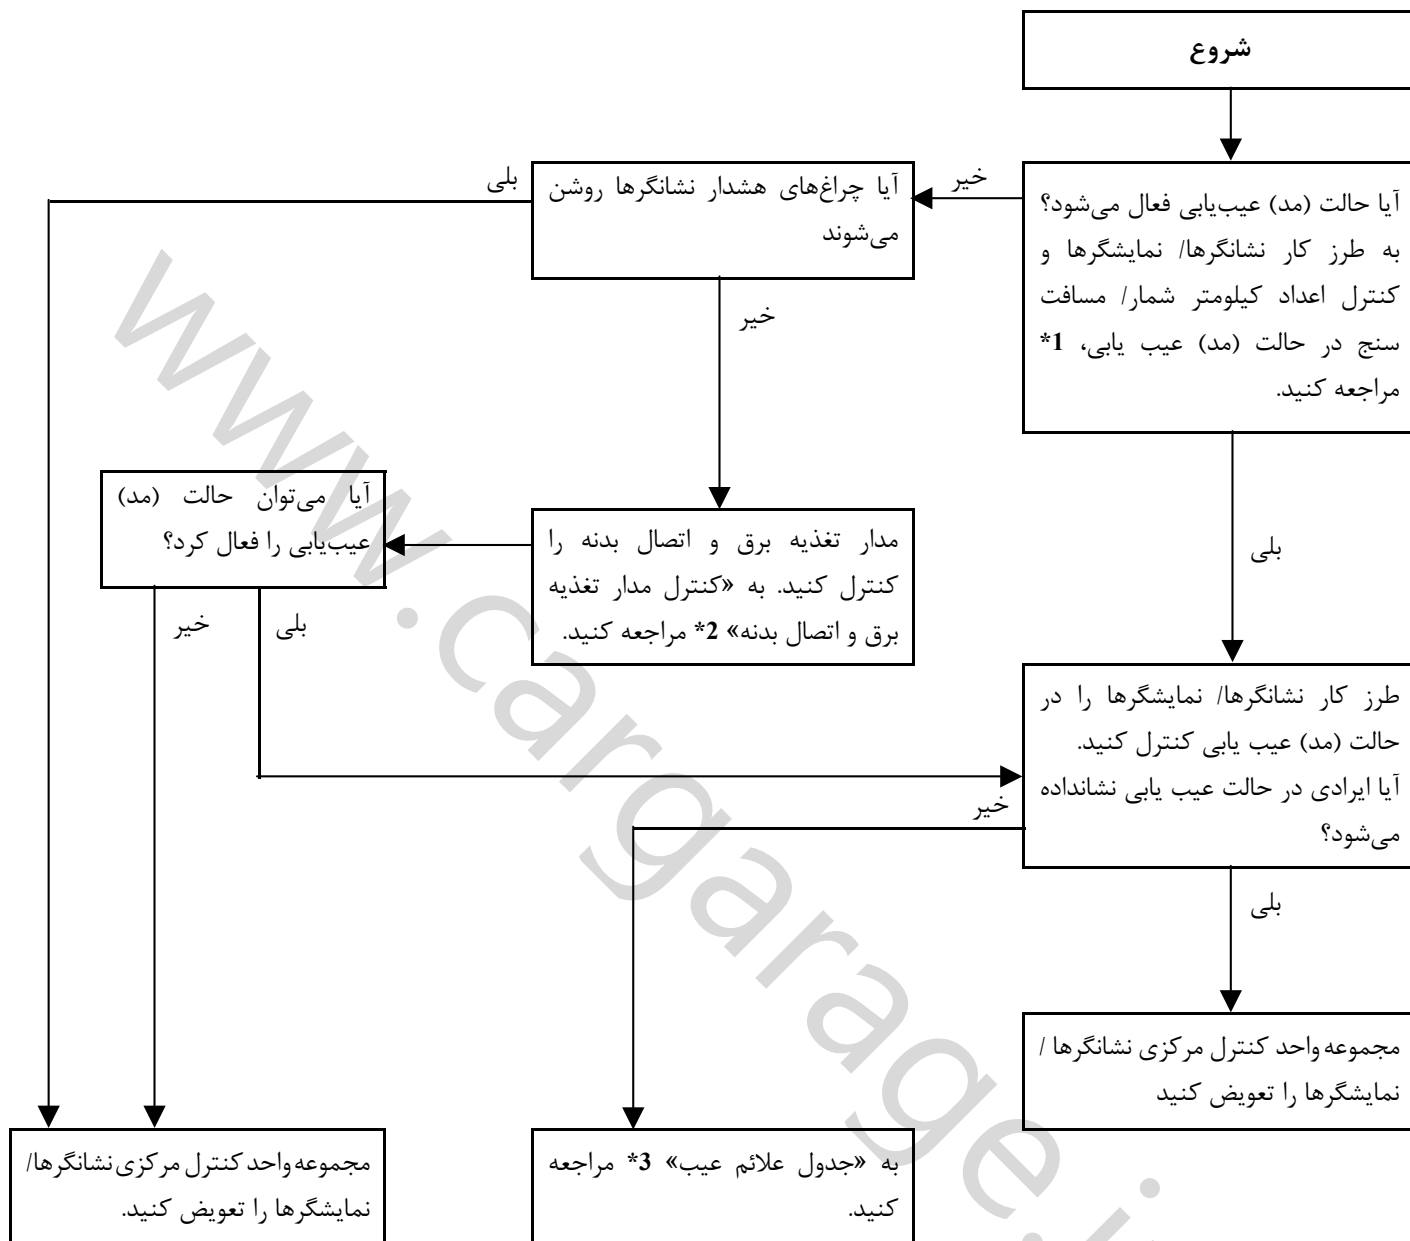 شروع
آیا حالت (مد) عیب‌یابی فعال می‌شود؟
به طرز کار نشانگرها/ نمایشگرها و
کنترل اعداد کیلومتر شمار/ مسافت
سنج در حالت (مد) عیب یابی، 1*
مراجعه کنید.
خیر
آیا چراغ‌های هشدار نشانگرها روشن
می‌شوند
بلی
خیر
بلی
مدار تغذیه برق و اتصال بدنه را
کنترل کنید. به «کنترل مدار تغذیه
برق و اتصال بدنه» 2* مراجعه کنید.
آیا می‌توان حالت (مد)
عیب‌یابی را فعال کرد؟
بلی
خیر
طرز کار نشانگرها/ نمایشگرها را در
حالت (مد) عیب یابی کنترل کنید.
آیا ایرادی در حالت عیب یابی نشانداده
می‌شود؟
خیر
بلی
مجموعه واحد کنترل مرکزی نشانگرها /
نمایشگرها را تعویض کنید
به «جدول علائم عیب» 3* مراجعه
کنید.
مجموعه واحد کنترل مرکزی نشانگرها/
نمایشگرها را تعویض کنید.
www.cargarage.i